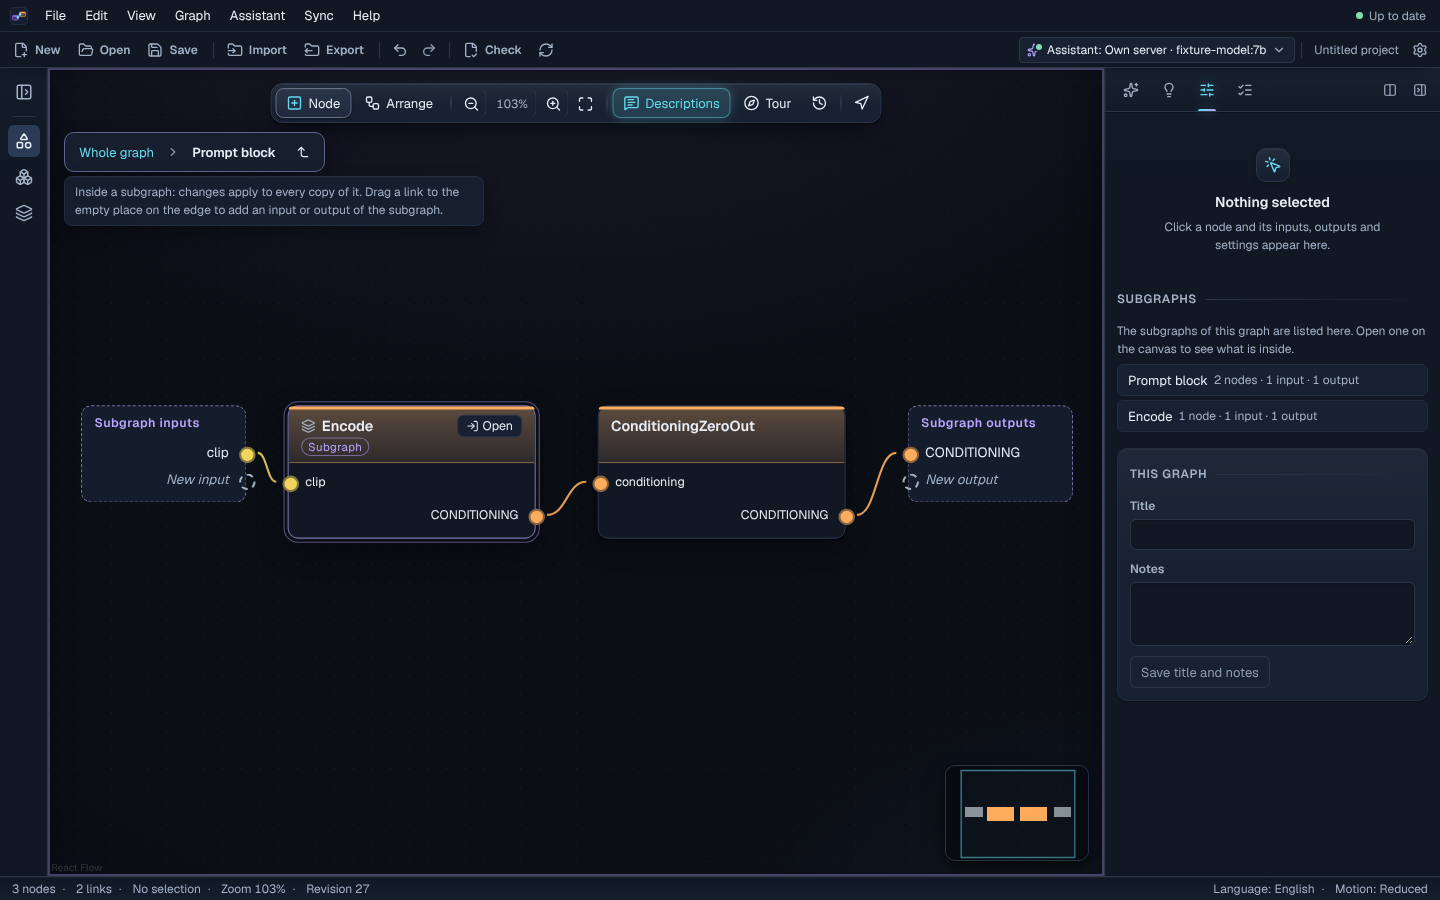 File Edit View Graph Assistant Sync Help
Up to date
New Open Save Import Export Check
Assistant: Own server · fixture-model:7b
Untitled project
Node Arrange 103% Descriptions Tour
Whole graph Prompt block
Inside a subgraph: changes apply to every copy of it. Drag a link to the
empty place on the edge to add an input or output of the subgraph.
Subgraph inputs
clip
New input
Encode
Open
Subgraph
clip
CONDITIONING
ConditioningZeroOut
conditioning
CONDITIONING
Subgraph outputs
CONDITIONING
New output
React Flow
Nothing selected
Click a node and its inputs, outputs and
settings appear here.
SUBGRAPHS
The subgraphs of this graph are listed here. Open one on
the canvas to see what is inside.
Prompt block 2 nodes · 1 input · 1 output
Encode 1 node · 1 input · 1 output
THIS GRAPH
Title
Notes
Save title and notes
3 nodes · 2 links · No selection · Zoom 103% · Revision 27
Language: English · Motion: Reduced